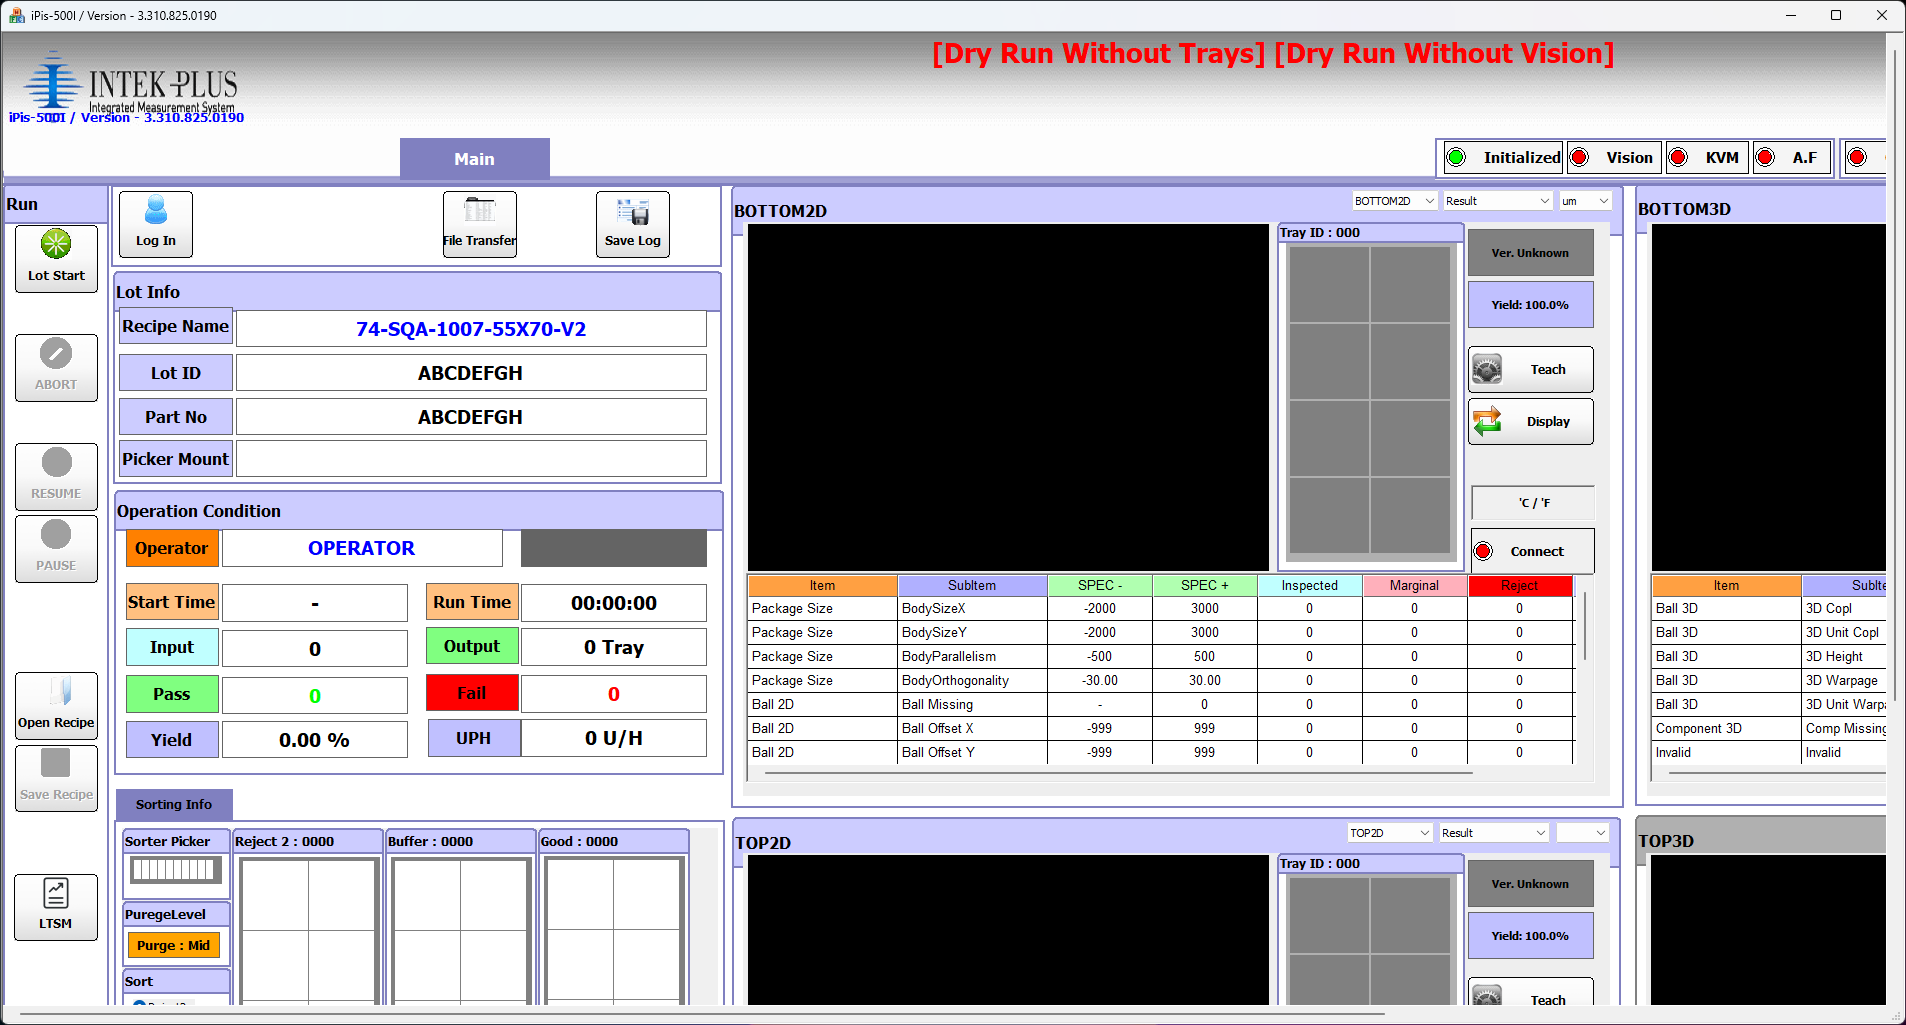 iPis-500I / Version - 3.310.825.0190
[Dry Run Without Trays] [Dry Run Without Vision]
INTEK-PLUS
Integrated Measurement System
iPis-500I / Version - 3.310.825.0190
Main
Initialized
Vision
KVM
A.F
Run
Lot Start
ABORT
RESUME
PAUSE
Open Recipe
Save Recipe
LTSM
Log In
File Transfer
Save Log
Lot Info
Recipe Name 74-SQA-1007-55X70-V2
Lot ID ABCDEFGH
Part No ABCDEFGH
Picker Mount
Operation Condition
Operator OPERATOR
Start Time - Run Time 00:00:00
Input 0 Output 0 Tray
Pass 0 Fail 0
Yield 0.00 % UPH 0 U/H
Sorting Info
Sorter Picker
PuregeLevel
Purge : Mid
Sort
Reject 2 : 0000
Buffer : 0000
Good : 0000
BOTTOM2D
BOTTOM2D Result um
Tray ID : 000
Ver. Unknown
Yield: 100.0%
Teach
Display
'C / 'F
Connect
Item SubItem SPEC - SPEC + Inspected Marginal Reject
Package Size BodySizeX -2000 3000 0 0 0
Package Size BodySizeY -2000 3000 0 0 0
Package Size BodyParallelism -500 500 0 0 0
Package Size BodyOrthogonality -30.00 30.00 0 0 0
Ball 2D Ball Missing - 0 0 0 0
Ball 2D Ball Offset X -999 999 0 0 0
Ball 2D Ball Offset Y -999 999 0 0 0
BOTTOM3D
Item SubIte
Ball 3D 3D Copl
Ball 3D 3D Unit Copl
Ball 3D 3D Height
Ball 3D 3D Warpage
Ball 3D 3D Unit Warpa
Component 3D Comp Missing
Invalid Invalid
TOP2D
TOP2D Result
Tray ID : 000
Ver. Unknown
Yield: 100.0%
Teach
TOP3D